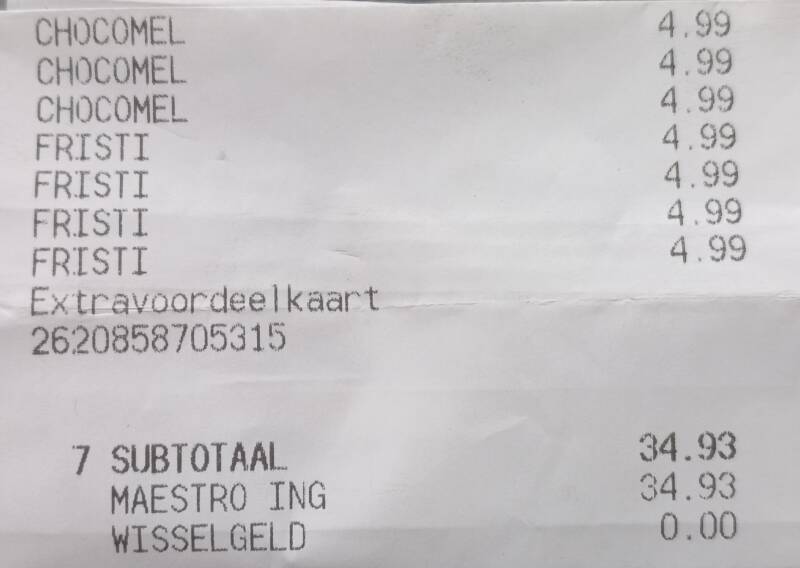 CHOCOMEL 4.99
CHOCOMEL 4.99
CHOCOMEL 4.99
FRISTI 4.99
FRISTI 4.99
FRISTI 4.99
FRISTI 4.99
Extravoordeelkaart
2620858705315
7 SUBTOTAAL 34.93
MAESTRO ING 34.93
WISSELGELD 0.00